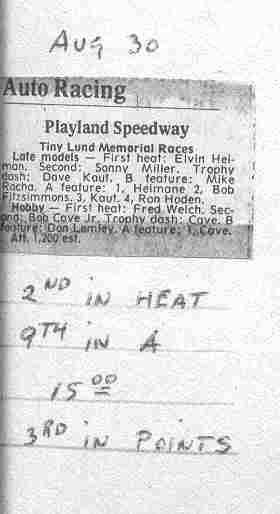 Aug 30
Auto Racing
Playland Speedway
Tiny Lund Memorial Races
Late models — First heat: Elvin Hei-
man. Second: Sonny Miller. Trophy
dash: Dave Kaut. B feature: Mike
Racha. A feature: 1, Heimane 2, Bob
Fitzsimmons. 3, Kaut. 4, Ron Hoden.
Hobby — First heat: Fred Welch. Sec-
ond: Bob Cave Jr. Trophy dash: Cave. B
feature: Don Lamley. A feature: 1, Cave.
Att. 1,200 est.
2ND IN HEAT
9TH IN A
15 00
3RD IN POINTS